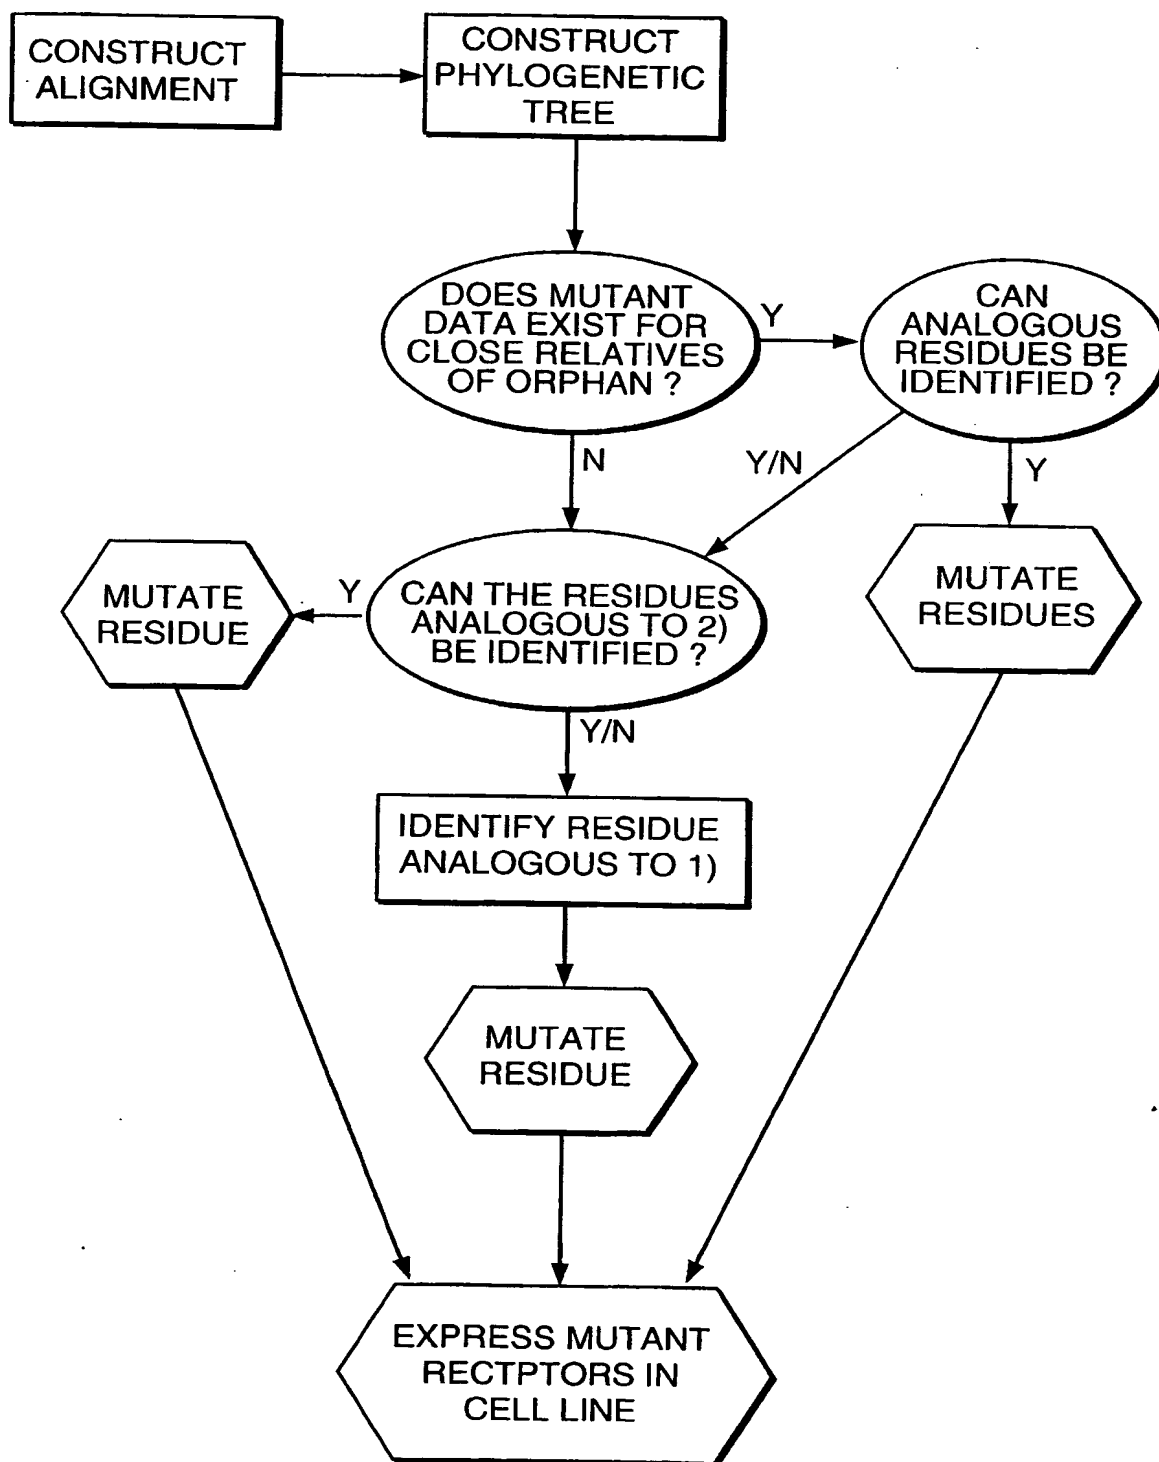 CONSTRUCT
ALIGNMENT
CONSTRUCT
PHYLOGENETIC
TREE
DOES MUTANT
DATA EXIST FOR
CLOSE RELATIVES
OF ORPHAN ?
Y
CAN
ANALOGOUS
RESIDUES BE
IDENTIFIED ?
N
Y/N
Y
MUTATE
RESIDUE
Y
CAN THE RESIDUES
ANALOGOUS TO 2)
BE IDENTIFIED ?
MUTATE
RESIDUES
Y/N
IDENTIFY RESIDUE
ANALOGOUS TO 1)
MUTATE
RESIDUE
EXPRESS MUTANT
RECTPTORS IN
CELL LINE